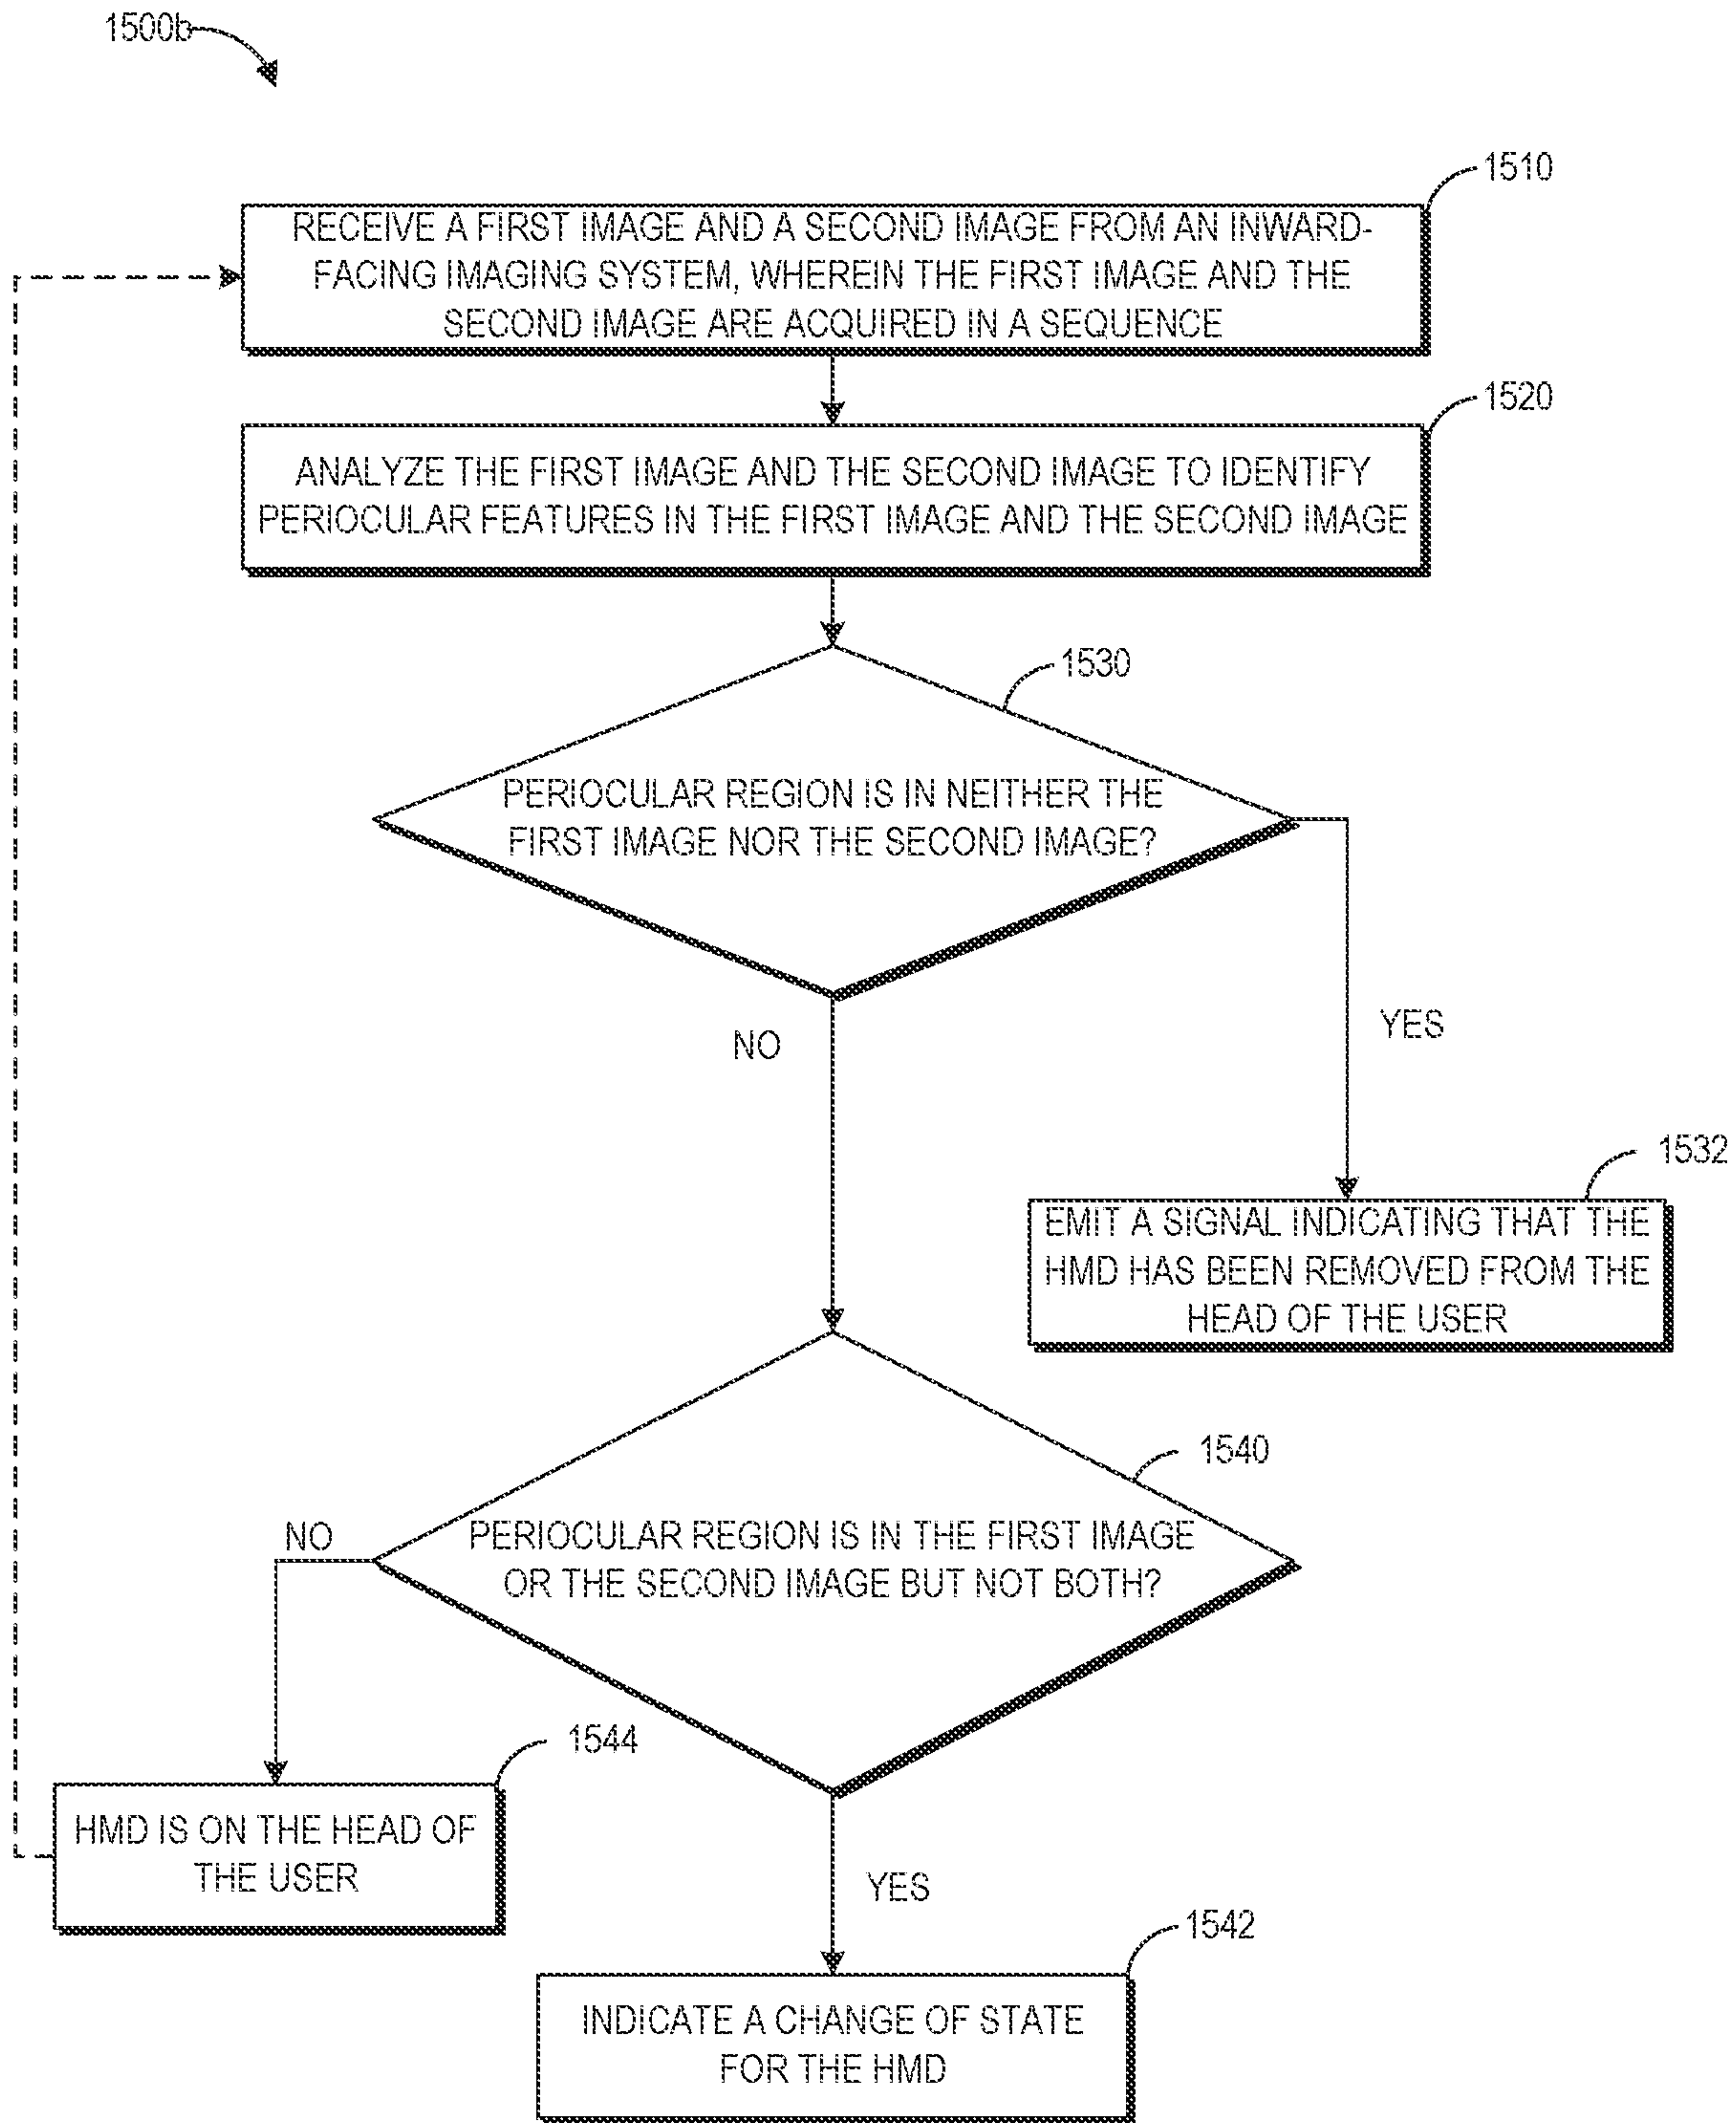 1500b
1510
RECEIVE A FIRST IMAGE AND A SECOND IMAGE FROM AN INWARD-
FACING IMAGING SYSTEM, WHEREIN THE FIRST IMAGE AND THE
SECOND IMAGE ARE ACQUIRED IN A SEQUENCE
1520
ANALYZE THE FIRST IMAGE AND THE SECOND IMAGE TO IDENTIFY
PERIOCULAR FEATURES IN THE FIRST IMAGE AND THE SECOND IMAGE
1530
PERIOCULAR REGION IS IN NEITHER THE
FIRST IMAGE NOR THE SECOND IMAGE?
NO
YES
1532
EMIT A SIGNAL INDICATING THAT THE
HMD HAS BEEN REMOVED FROM THE
HEAD OF THE USER
1540
PERIOCULAR REGION IS IN THE FIRST IMAGE
OR THE SECOND IMAGE BUT NOT BOTH?
NO
1544
HMD IS ON THE HEAD OF
THE USER
YES
1542
INDICATE A CHANGE OF STATE
FOR THE HMD